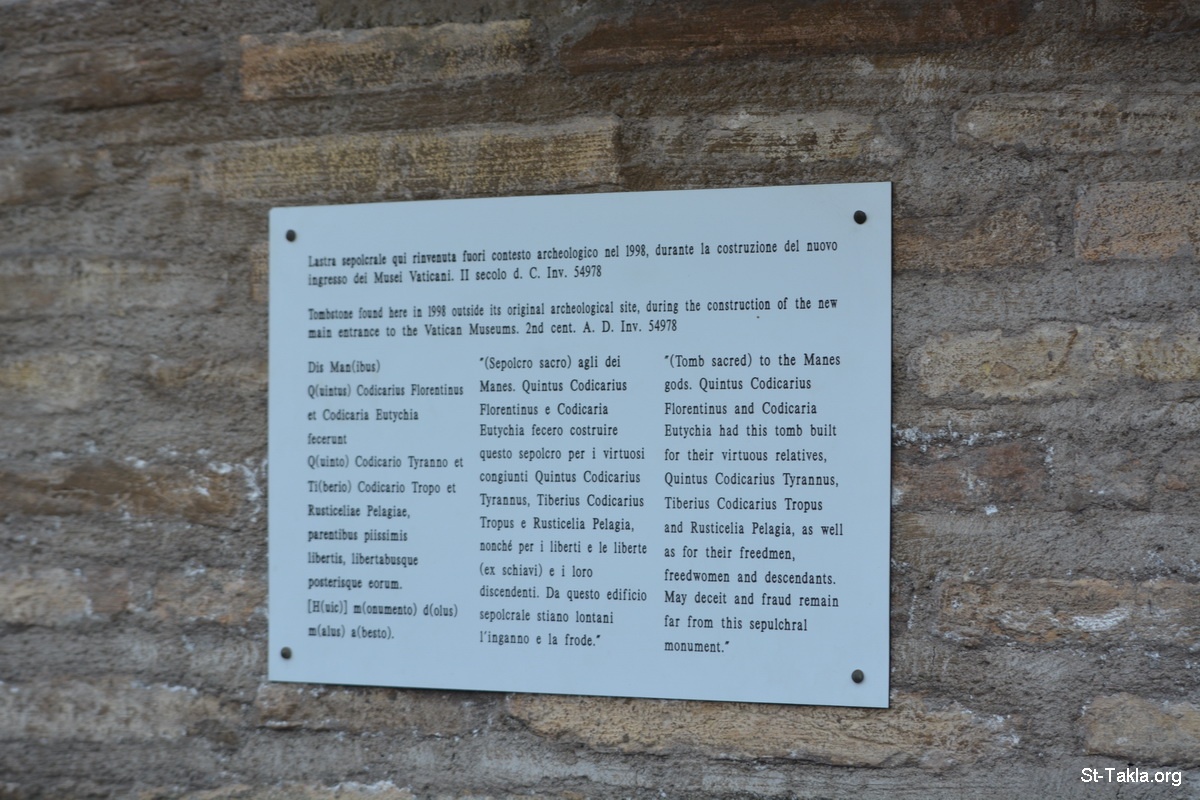 Lastra sepolcrale qui rinvenuta fuori contesto archeologico nel 1998, durante la costruzione del nuovo
ingresso dei Musei Vaticani. II secolo d. C. Inv. 54978
Tombstone found here in 1998 outside its original archeological site, during the construction of the new
main entrance to the Vatican Museums. 2nd cent. A. D. Inv. 54978
Dis Man(ibus)
Q(uintus) Codicarius Florentinus
et Codicaria Eutychia
fecerunt
Q(uinto) Codicario Tyranno et
Ti(berio) Codicario Tropo et
Rusticeliae Pelagiae,
parentibus piissimis
libertis, libertabusque
posterisque eorum.
[H(uic)] m(onumento) d(olus)
m(alus) a(besto).
"(Sepolcro sacro) agli dei
Manes. Quintus Codicarius
Florentinus e Codicaria
Eutychia fecero costruire
questo sepolcro per i virtuosi
congiunti Quintus Codicarius
Tyrannus, Tiberius Codicarius
Tropus e Rusticelia Pelagia,
nonché per i liberti e le liberte
(ex schiavi) e i loro
discendenti. Da questo edificio
sepolcrale stiano lontani
l'inganno e la frode."
"(Tomb sacred) to the Manes
gods. Quintus Codicarius
Florentinus and Codicaria
Eutychia had this tomb built
for their virtuous relatives,
Quintus Codicarius Tyrannus,
Tiberius Codicarius Tropus
and Rusticelia Pelagia, as well
as for their freedmen,
freedwomen and descendants.
May deceit and fraud remain
far from this sepulchral
monument."
St-Takla.org